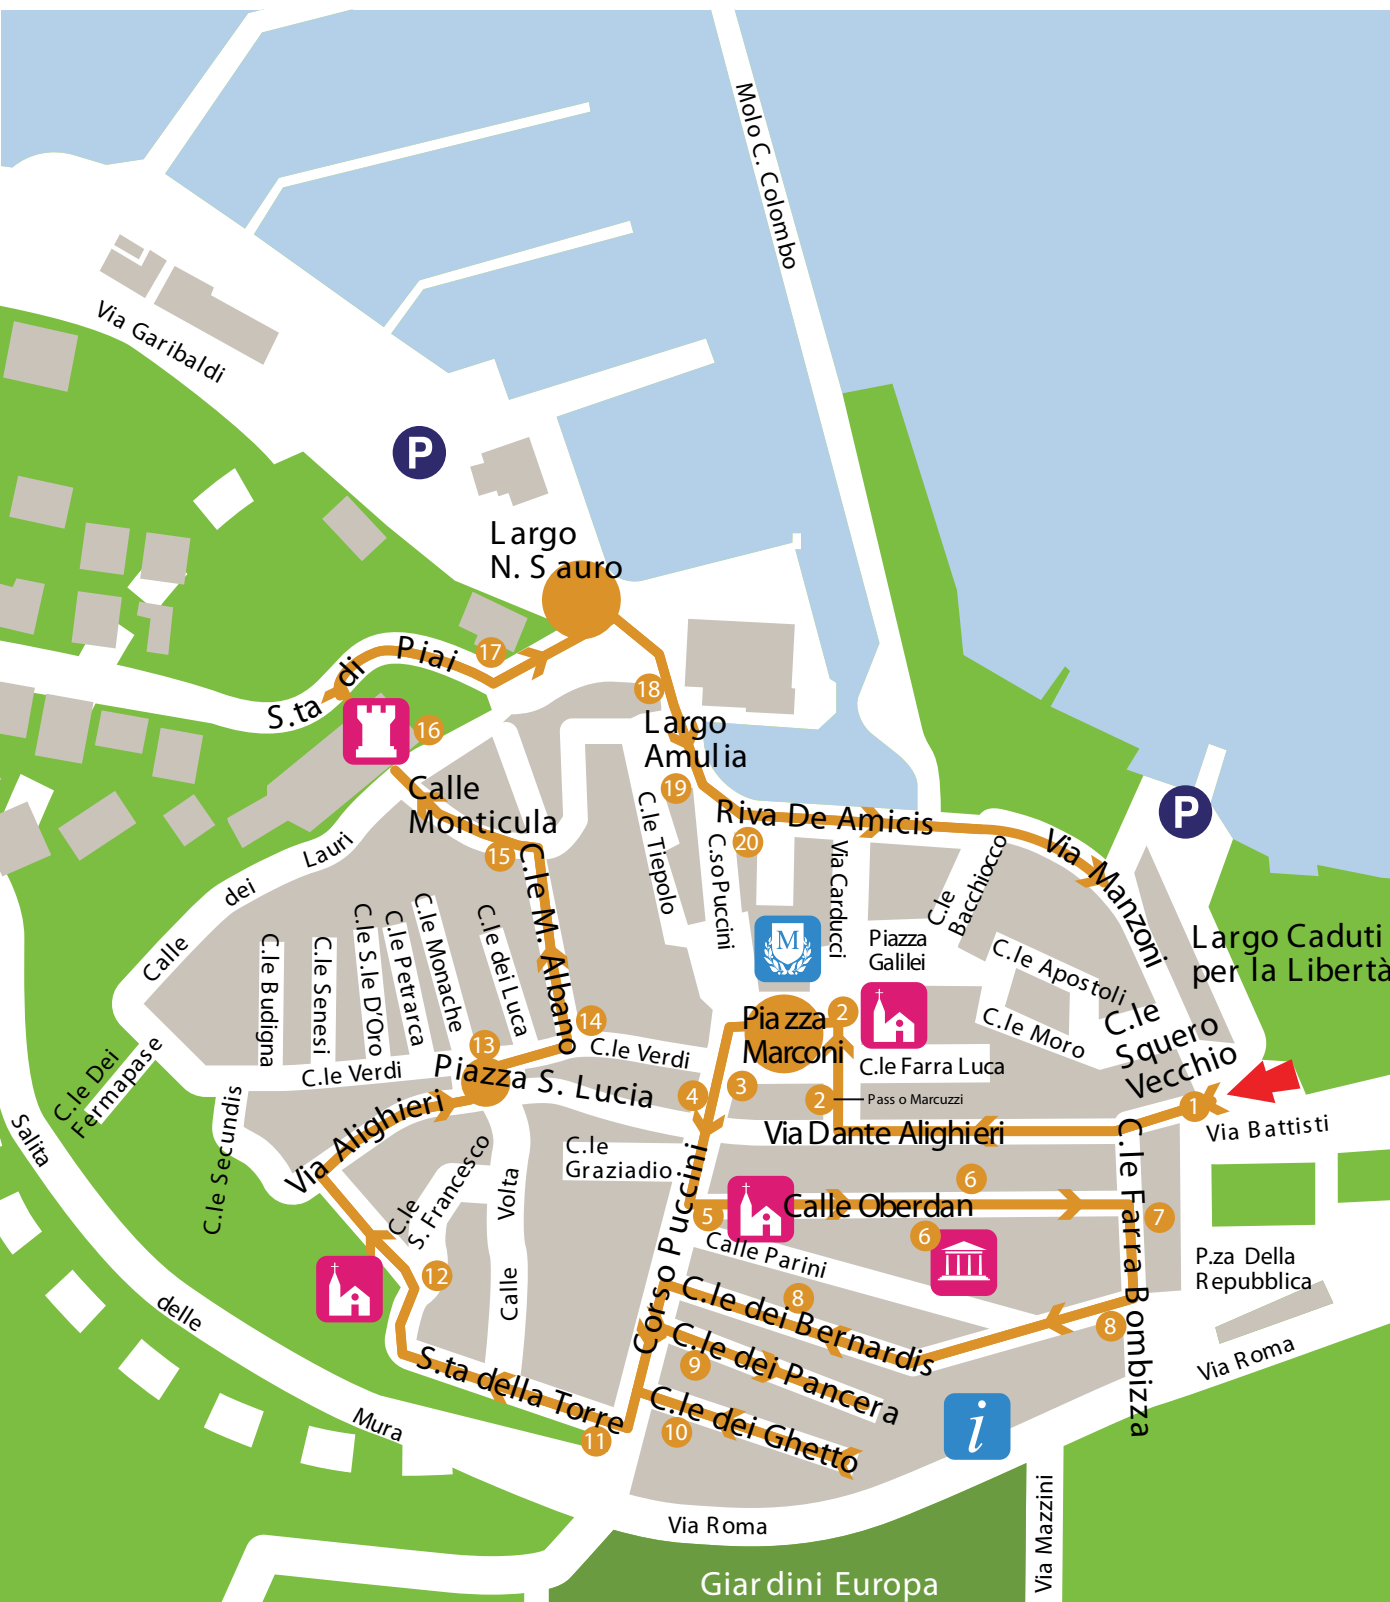 Molo C. Colombo
Via Garibaldi
P
Largo
N. Sauro
S.ta di Piai
17
16
18
Largo
Amulia
19
Calle
Monticula
15
Riva De Amicis
20
P
Via Manzoni
C.le Tiepolo
C.so Puccini
Via Carducci
C.le
Bacchiocco
Calle dei Lauri
M
Piazza
Galilei
C.le Apostoli
Largo Caduti
per la Libertà
C.le Budigna
C.le Senesi
C.le S.le D'Oro
C.le Petrarca
C.le Monache
C.le dei Luca
C.le M. Albano
14
13
2
Piazza
Marconi
C.le Moro
C.le
Squero
Vecchio
C.le Verdi
C.le Farra Luca
C.le Verdi
Piazza S. Lucia
3
4
2
Passo Marcuzzi
1
Via Battisti
C.le Dei
Fermapase
C.le Secundis
Via Alighieri
Via Dante Alighieri
C.le
Graziadio
C.le
S. Francesco
Calle Volta
Corso Puccini
5
Calle Oberdan
6
6
7
C.le Farra Bombizza
Calle Parini
P.za Della
Repubblica
12
8
C.le dei Bernardis
8
Via Roma
C.le dei Pancera
9
S.ta della Torre
C.le dei Ghetto
10
11
i
Salita delle Mura
Via Roma
Via Mazzini
Giardini Europa